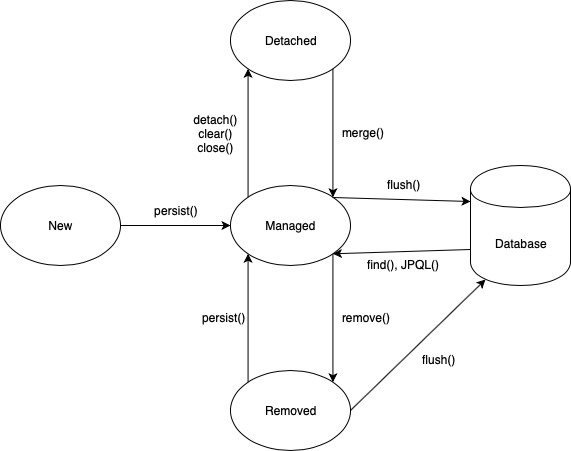 Detached
detach()
clear()
close()
merge()
flush()
persist()
New
Managed
Database
find(), JPQL()
persist()
remove()
flush()
Removed